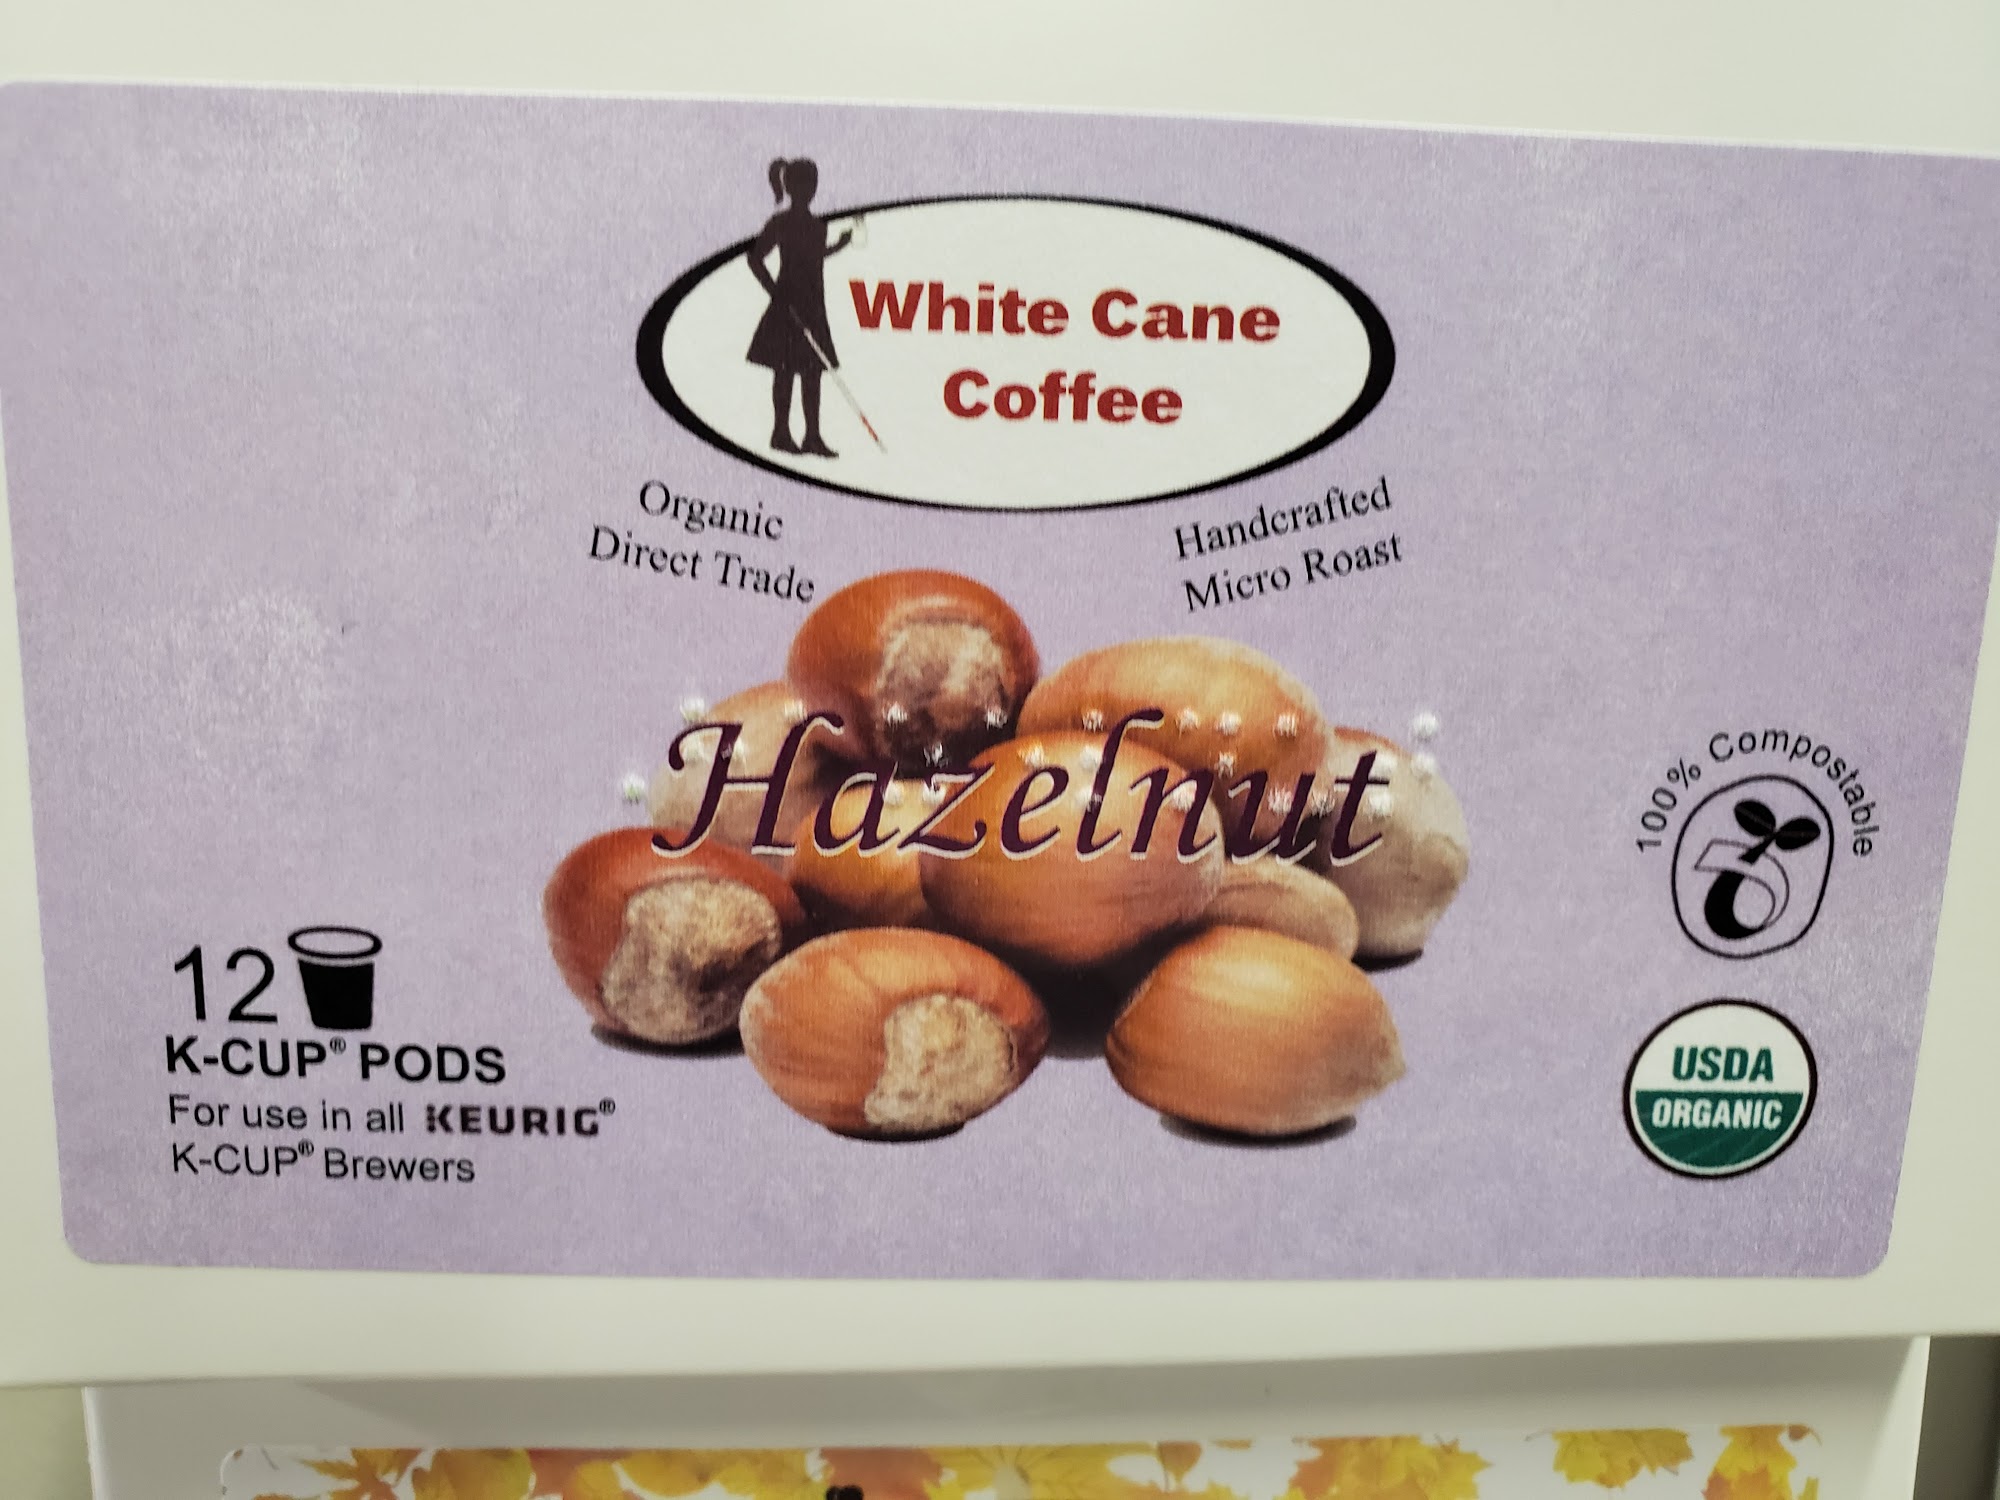 White Cane
Coffee
Organic
Direct Trade
Handcrafted
Micro Roast
Hazelnut
100% Compostable
12
K-CUP® PODS
For use in all KEURIG®
K-CUP® Brewers
USDA
ORGANIC